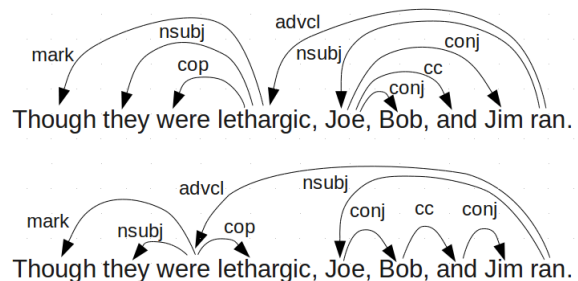 advcl
nsubj
nsubj
conj
mark
cop
cc
conj
Though they were lethargic, Joe, Bob, and Jim ran.
advcl
nsubj
mark
nsubj
cop
conj
cc
conj
Though they were lethargic, Joe, Bob, and Jim ran.